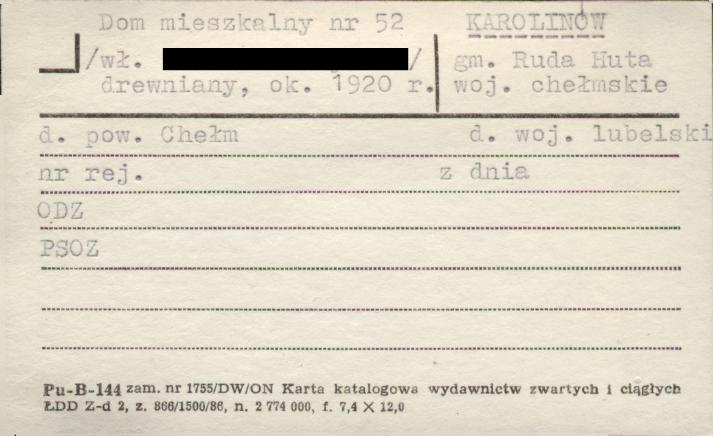 Dom mieszkalny nr 52
KAROLINÓW
/wł. /
gm. Ruda Huta
drewniany, ok. 1920 r.
woj. chełmskie
d. pow. Chełm
d. woj. lubelski
nr rej.
z dnia
ODZ
PSOZ
Pu-B-144 zam. nr 1755/DW/ON Karta katalogowa wydawnictw zwartych i ciągłych
ŁDD Z-d 2, z. 866/1500/86, n. 2 774 000, f. 7,4 X 12,0